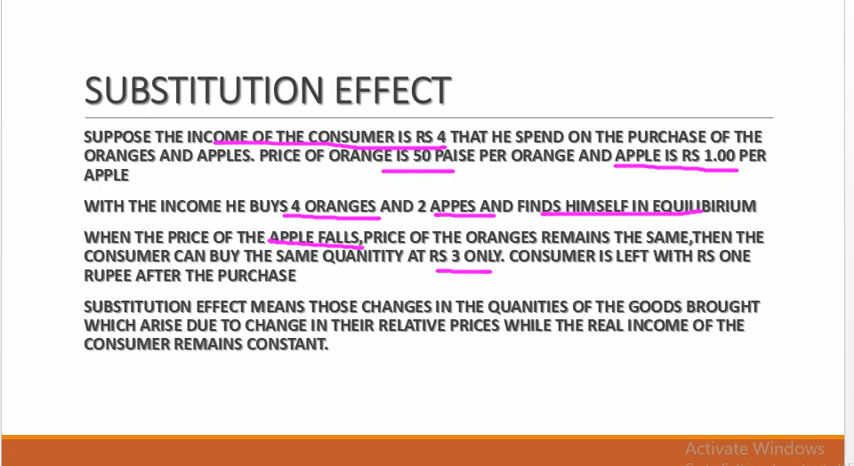 SUBSTITUTION EFFECT
SUPPOSE THE INCOME OF THE CONSUMER IS RS 4 THAT HE SPEND ON THE PURCHASE OF THE
ORANGES AND APPLES. PRICE OF ORANGE IS 50 PAISE PER ORANGE AND APPLE IS RS 1.00 PER
APPLE
WITH THE INCOME HE BUYS 4 ORANGES AND 2 APPES AND FINDS HIMSELF IN EQUILIBIRIUM
WHEN THE PRICE OF THE APPLE FALLS,PRICE OF THE ORANGES REMAINS THE SAME,THEN THE
CONSUMER CAN BUY THE SAME QUANITITY AT RS 3 ONLY. CONSUMER IS LEFT WITH RS ONE
RUPEE AFTER THE PURCHASE
SUBSTITUTION EFFECT MEANS THOSE CHANGES IN THE QUANITIES OF THE GOODS BROUGHT
WHICH ARISE DUE TO CHANGE IN THEIR RELATIVE PRICES WHILE THE REAL INCOME OF THE
CONSUMER REMAINS CONSTANT.
Activate Windows